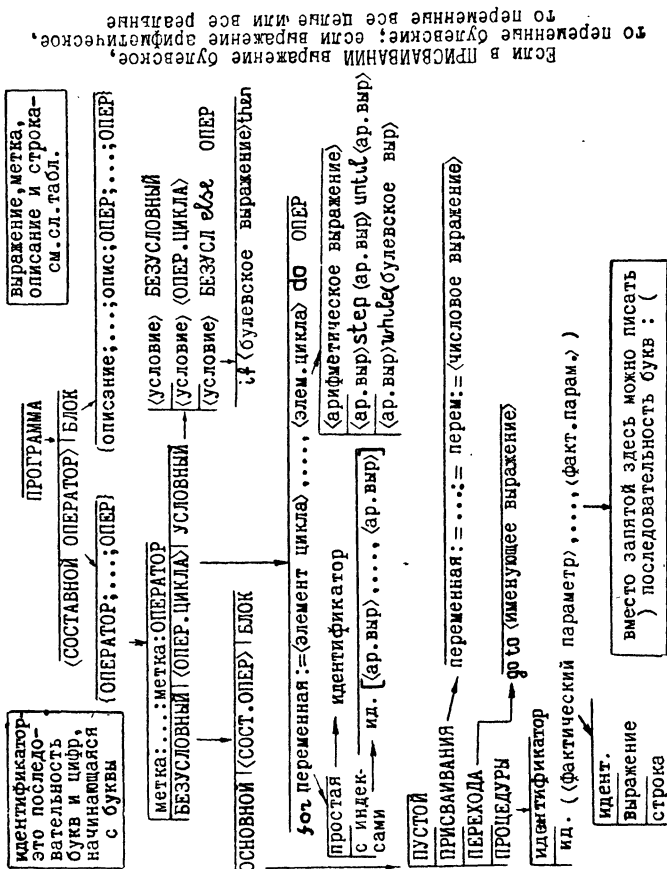 Если в ПРИСВАИВАНИИ выражение булевское,
то переменные булевские; если выражение арифметическое,
то переменные все целые или все реальные
идентификатор-
это последо-
вательность
букв и цифр,
начинающаяся
с буквы
ПРОГРАММА
выражение, метка,
описание и строка-
см.сл.табл.
⟨СОСТАВНОЙ ОПЕРАТОР⟩|БЛОК
{ОПЕРАТОР;...;ОПЕР}
{описание;...;опис;ОПЕР;...;ОПЕР}
метка:...:метка:ОПЕРАТОР
БЕЗУСЛОВНЫЙ|⟨ОПЕР.ЦИКЛА⟩|УСЛОВНЫЙ
⟨условие⟩ БЕЗУСЛОВНЫЙ
⟨условие⟩ ⟨ОПЕР.ЦИКЛА⟩
⟨условие⟩ БЕЗУСЛ else ОПЕР
if⟨булевское выражение⟩then
ОСНОВНОЙ|⟨СОСТ.ОПЕР⟩|БЛОК
for переменная:=⟨элемент цикла⟩,...,⟨элем.цикла⟩ do ОПЕР
простая → идентификатор
с индек-
сами → ид. [⟨ар.выр⟩,...,⟨ар.выр⟩]
⟨арифметическое выражение⟩
⟨ар.выр⟩step⟨ар.выр⟩until⟨ар.выр⟩
⟨ар.выр⟩while⟨булевское выр⟩
ПУСТОЙ
ПРИСВАИВАНИЯ
ПЕРЕХОДА
ПРОЦЕДУРЫ
переменная:=...:= перем:=⟨числовое выражение⟩
go to ⟨именующее выражение⟩
идентификатор
ид. (⟨фактический параметр⟩,...,⟨факт.парам.⟩ )
идент.
выражение
строка
вместо запятой здесь можно писать
) последовательность букв : (